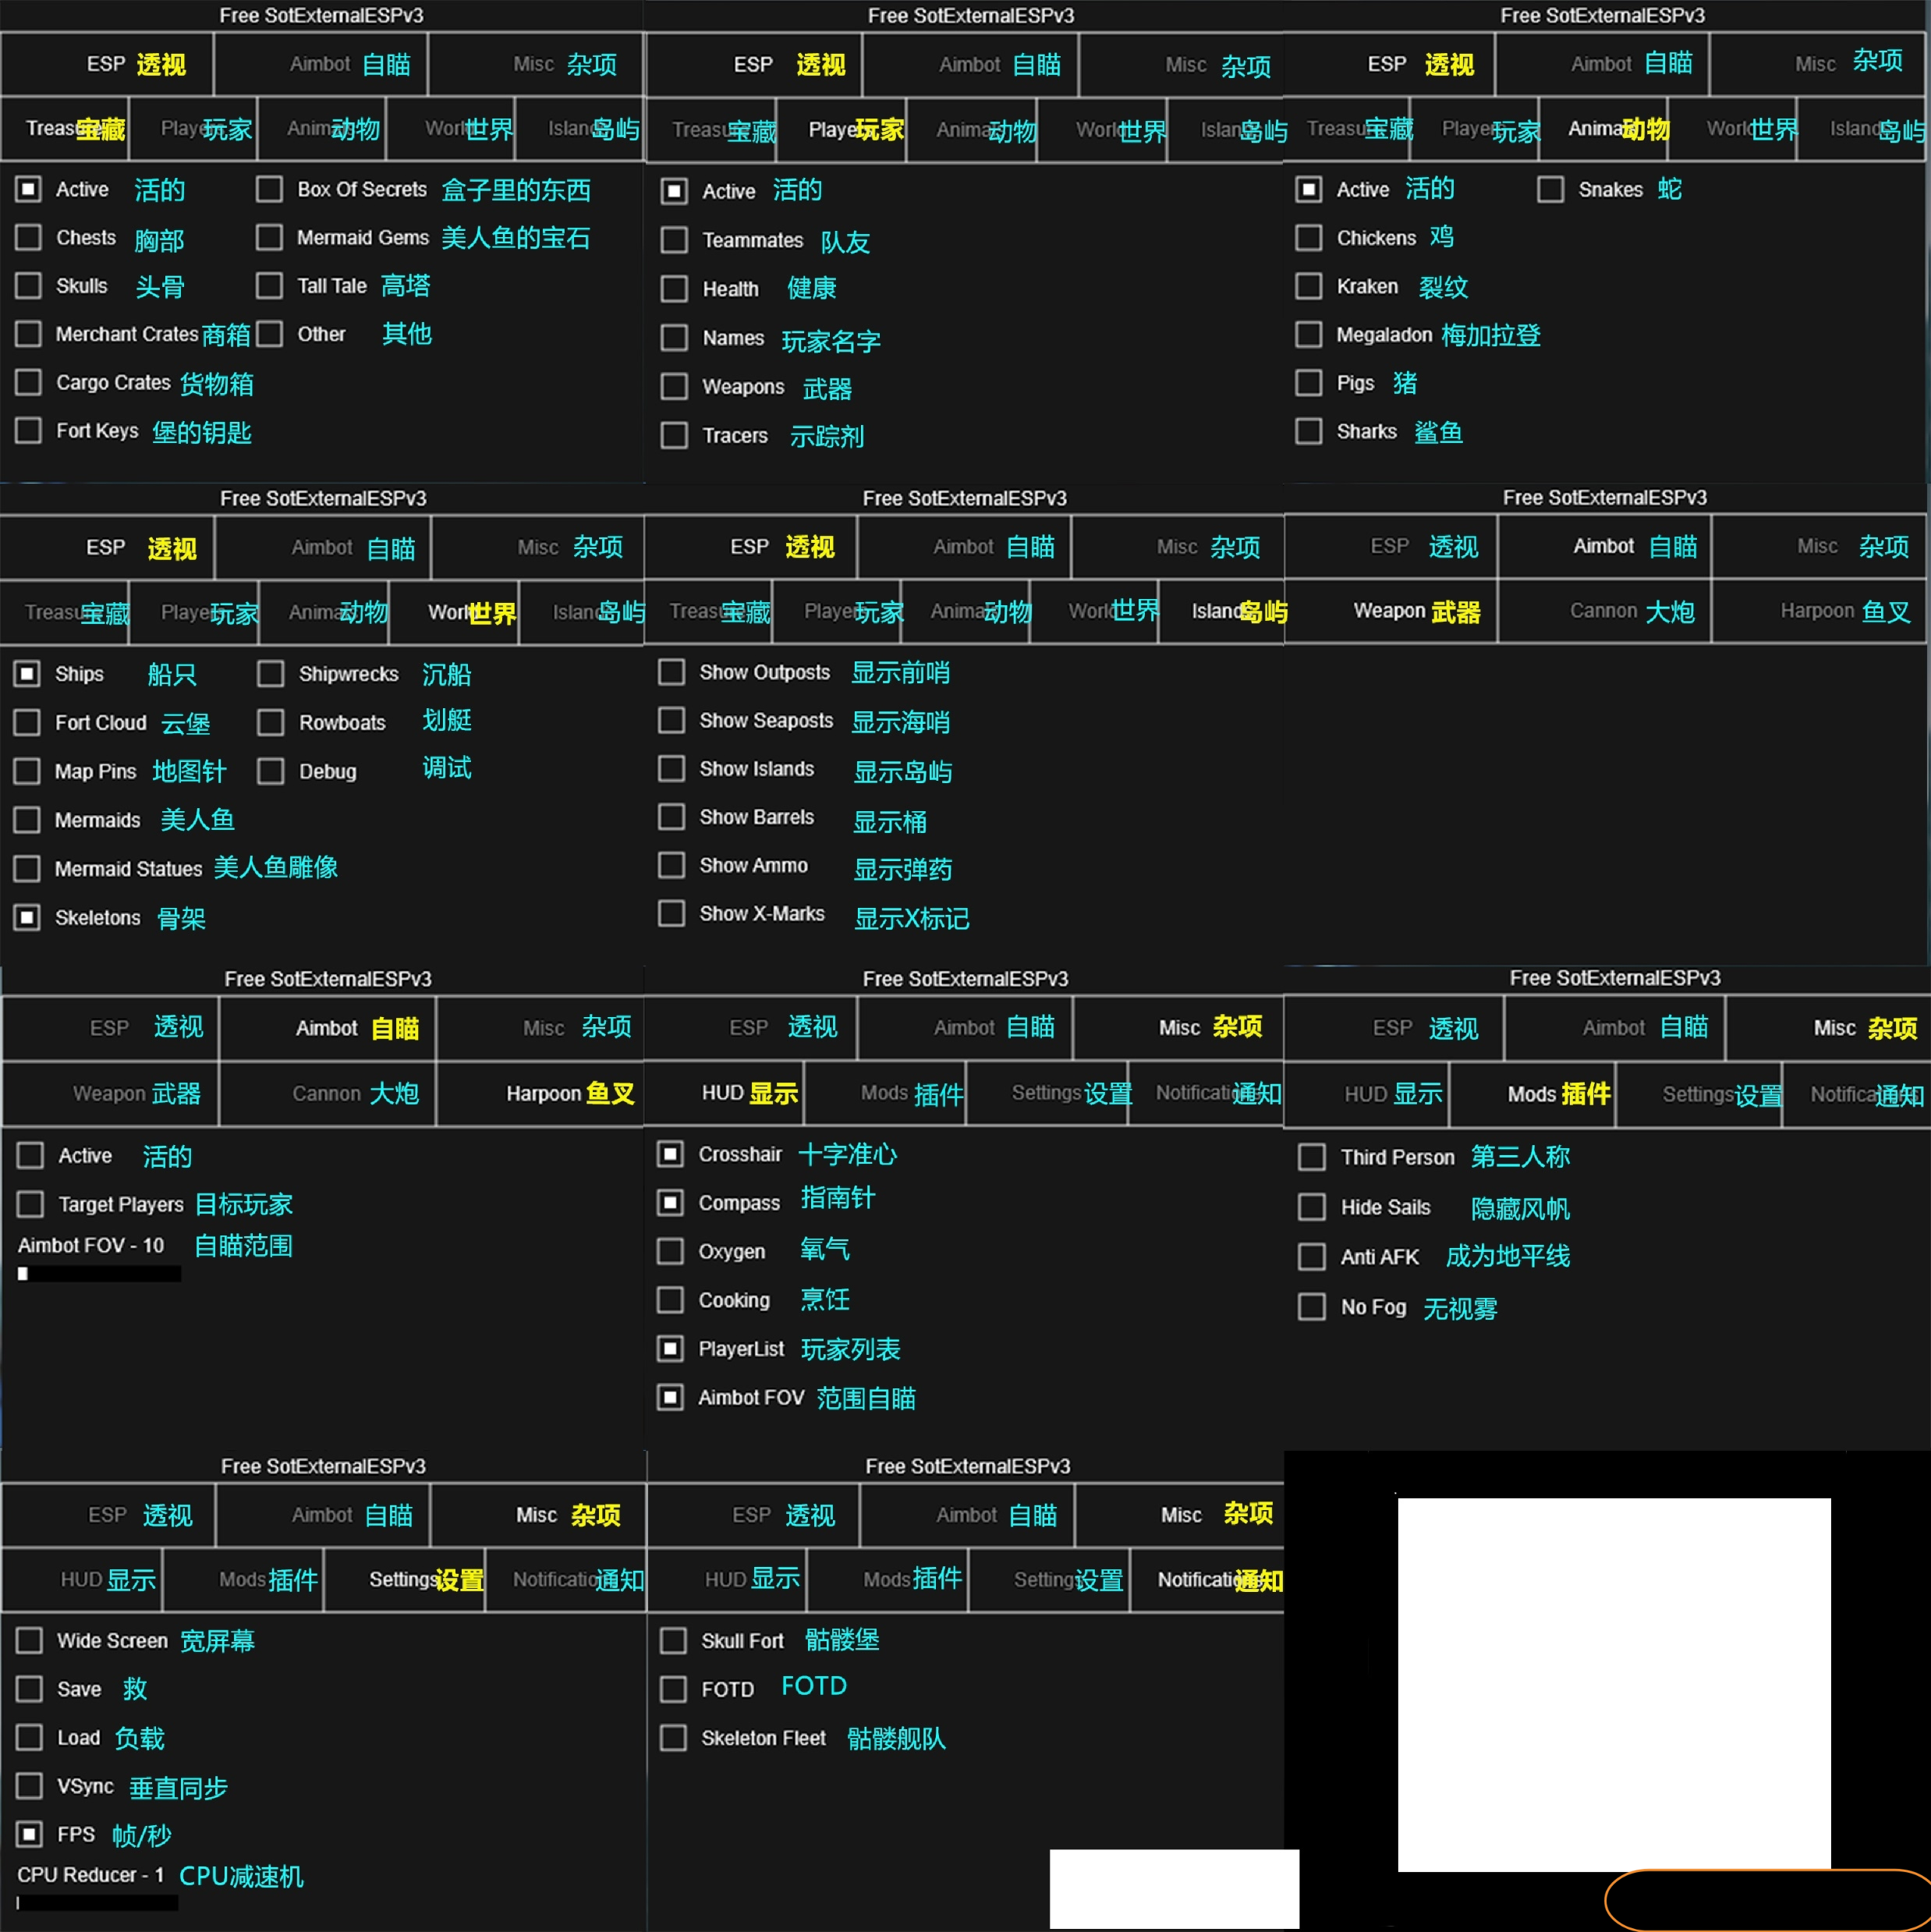 Free SotExternalESPv3
ESP 透视 Aimbot 自瞄 Misc 杂项
Treasu宝藏 Playe玩家 Anima动物 Worl世界 Islan岛屿
Active 活的 Box Of Secrets 盒子里的东西
Chests 胸部 Mermaid Gems 美人鱼的宝石
Skulls 头骨 Tall Tale 高塔
Merchant Crates 商箱 Other 其他
Cargo Crates 货物箱
Fort Keys 堡的钥匙
Free SotExternalESPv3
ESP 透视 Aimbot 自瞄 Misc 杂项
Treasu宝藏 Playe玩家 Anima动物 Worl世界 Islan岛屿
Active 活的
Teammates 队友
Health 健康
Names 玩家名字
Weapons 武器
Tracers 示踪剂
Free SotExternalESPv3
ESP 透视 Aimbot 自瞄 Misc 杂项
Treasu宝藏 Player玩家 Anima动物 World世界 Island岛屿
Active 活的 Snakes 蛇
Chickens 鸡
Kraken 裂纹
Megaladon 梅加拉登
Pigs 猪
Sharks 鲨鱼
Free SotExternalESPv3
ESP 透视 Aimbot 自瞄 Misc 杂项
Treasu宝藏 Player玩家 Anima动物 Worl世界 Island岛屿
Ships 船只 Shipwrecks 沉船
Fort Cloud 云堡 Rowboats 划艇
Map Pins 地图针 Debug 调试
Mermaids 美人鱼
Mermaid Statues 美人鱼雕像
Skeletons 骨架
Free SotExternalESPv3
ESP 透视 Aimbot 自瞄 Misc 杂项
Treasu宝藏 Player玩家 Anima动物 World世界 Island岛屿
Show Outposts 显示前哨
Show Seaposts 显示海哨
Show Islands 显示岛屿
Show Barrels 显示桶
Show Ammo 显示弹药
Show X-Marks 显示X标记
Free SotExternalESPv3
ESP 透视 Aimbot 自瞄 Misc 杂项
Weapon 武器 Cannon 大炮 Harpoon 鱼叉
Free SotExternalESPv3
ESP 透视 Aimbot 自瞄 Misc 杂项
Weapon 武器 Cannon 大炮 Harpoon 鱼叉
Active 活的
Target Players 目标玩家
Aimbot FOV - 10 自瞄范围
Free SotExternalESPv3
ESP 透视 Aimbot 自瞄 Misc 杂项
HUD 显示 Mods 插件 Settings 设置 Notificati通知
Crosshair 十字准心
Compass 指南针
Oxygen 氧气
Cooking 烹饪
PlayerList 玩家列表
Aimbot FOV 范围自瞄
Free SotExternalESPv3
ESP 透视 Aimbot 自瞄 Misc 杂项
HUD 显示 Mods 插件 Settings设置 Notifica通知
Third Person 第三人称
Hide Sails 隐藏风帆
Anti AFK 成为地平线
No Fog 无视雾
Free SotExternalESPv3
ESP 透视 Aimbot 自瞄 Misc 杂项
HUD 显示 Mods 插件 Settings设置 Notificatio通知
Wide Screen 宽屏幕
Save 救
Load 负载
VSync 垂直同步
FPS 帧/秒
CPU Reducer - 1 CPU减速机
Free SotExternalESPv3
ESP 透视 Aimbot 自瞄 Misc 杂项
HUD 显示 Mods 插件 Setting设置 Notificati通知
Skull Fort 骷髅堡
FOTD FOTD
Skeleton Fleet 骷髅舰队